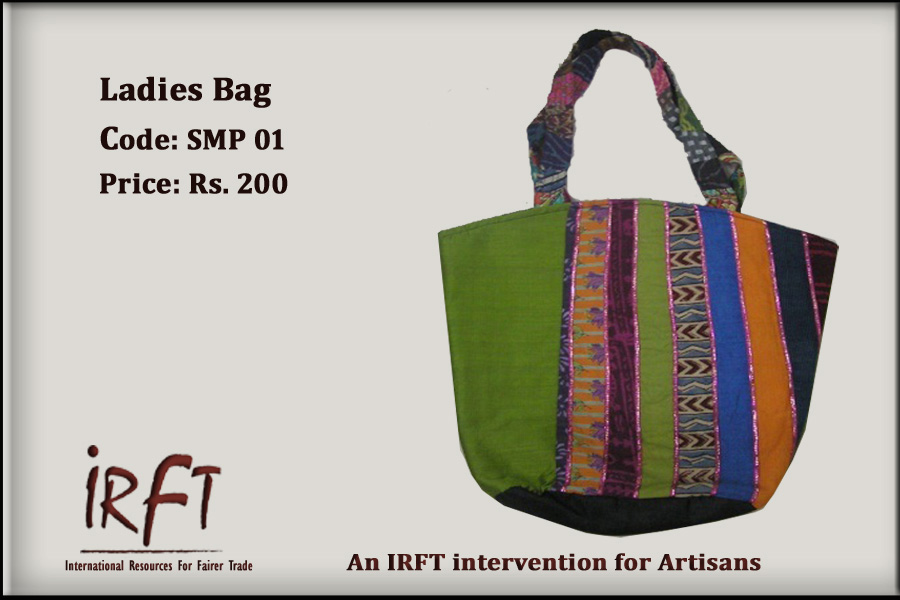 Ladies Bag
Code: SMP 01
Price: Rs. 200
iRFT
International Resources For Fairer Trade
An IRFT intervention for Artisans